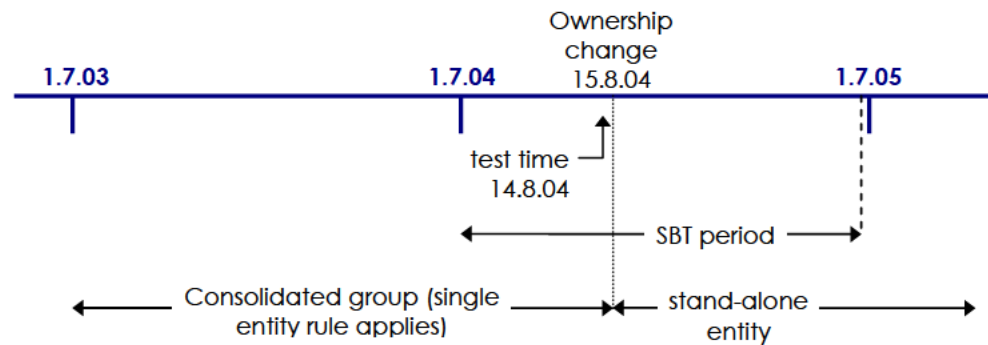 Ownership
change
15.8.04
1.7.03
1.7.04
1.7.05
test time
14.8.04
SBT period
Consolidated group (single
entity rule applies)
stand-alone
entity